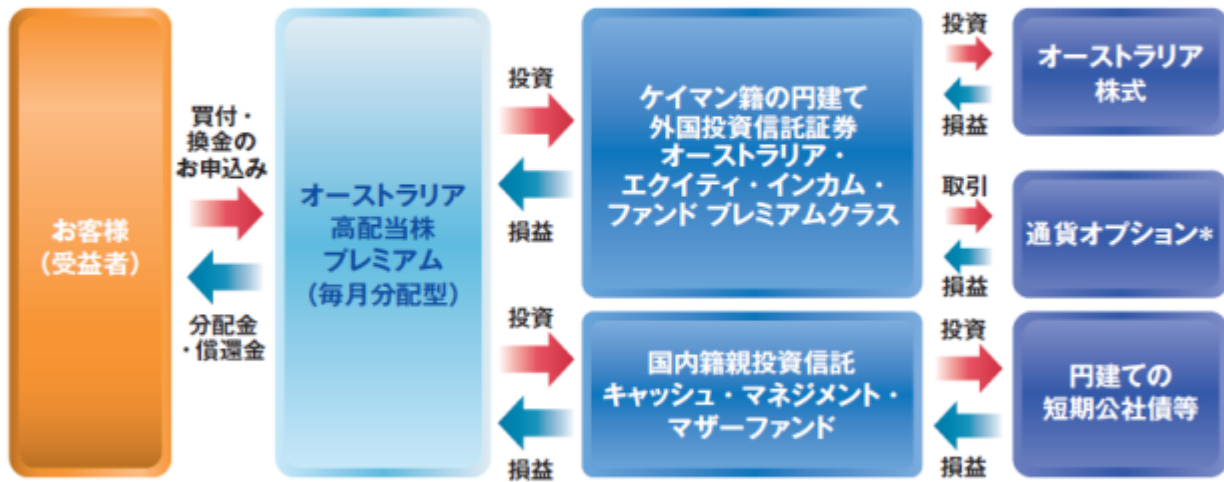 お客様
(受益者)
買付・
換金の
お申込み
分配金
・償還金
オーストラリア
高配当株
プレミアム
(毎月分配型)
投資
損益
投資
損益
ケイマン籍の円建て
外国投資信託証券
オーストラリア・
エクイティ・インカム・
ファンド プレミアムクラス
国内籍親投資信託
キャッシュ・マネジメント・
マザーファンド
投資
損益
取引
損益
投資
損益
オーストラリア
株式
通貨オプション*
円建ての
短期公社債等